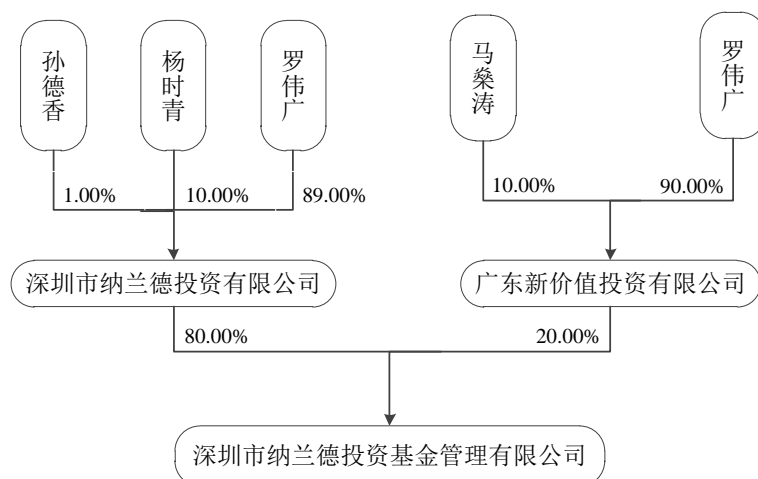 孙德香
杨时青
罗伟广
马燊涛
罗伟广
1.00%
10.00%
89.00%
10.00%
90.00%
深圳市纳兰德投资有限公司
广东新价值投资有限公司
80.00%
20.00%
深圳市纳兰德投资基金管理有限公司